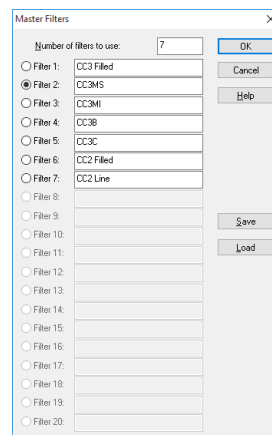 Master Filters
Number of filters to use: 7
OK
Filter 1: CC3 Filled
Cancel
Filter 2: CC3MS
Help
Filter 3: CC3MI
Filter 4: CC3B
Filter 5: CC3C
Filter 6: CC2 Filled
Filter 7: CC2 Line
Filter 8:
Filter 9:
Save
Filter 10:
Filter 11:
Load
Filter 12:
Filter 13:
Filter 14:
Filter 15:
Filter 16:
Filter 17:
Filter 18:
Filter 19:
Filter 20: